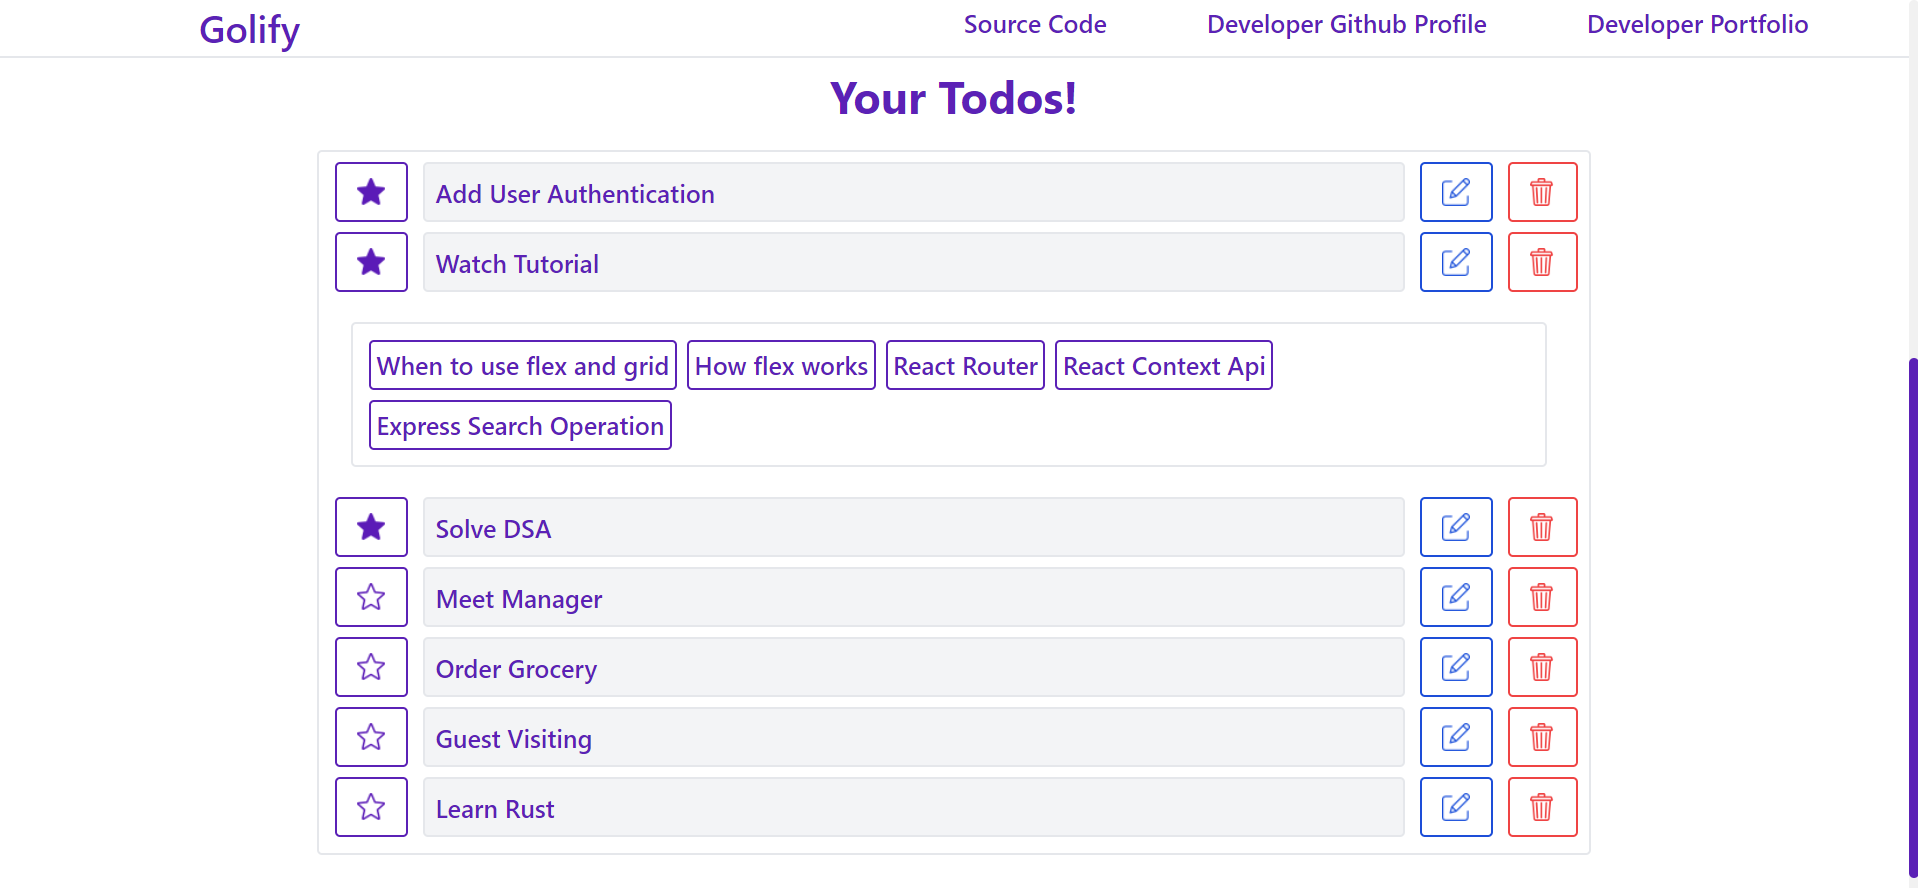 Golify
Source Code
Developer Github Profile
Developer Portfolio
Your Todos!
Add User Authentication
Watch Tutorial
When to use flex and grid
How flex works
React Router
React Context Api
Express Search Operation
Solve DSA
Meet Manager
Order Grocery
Guest Visiting
Learn Rust